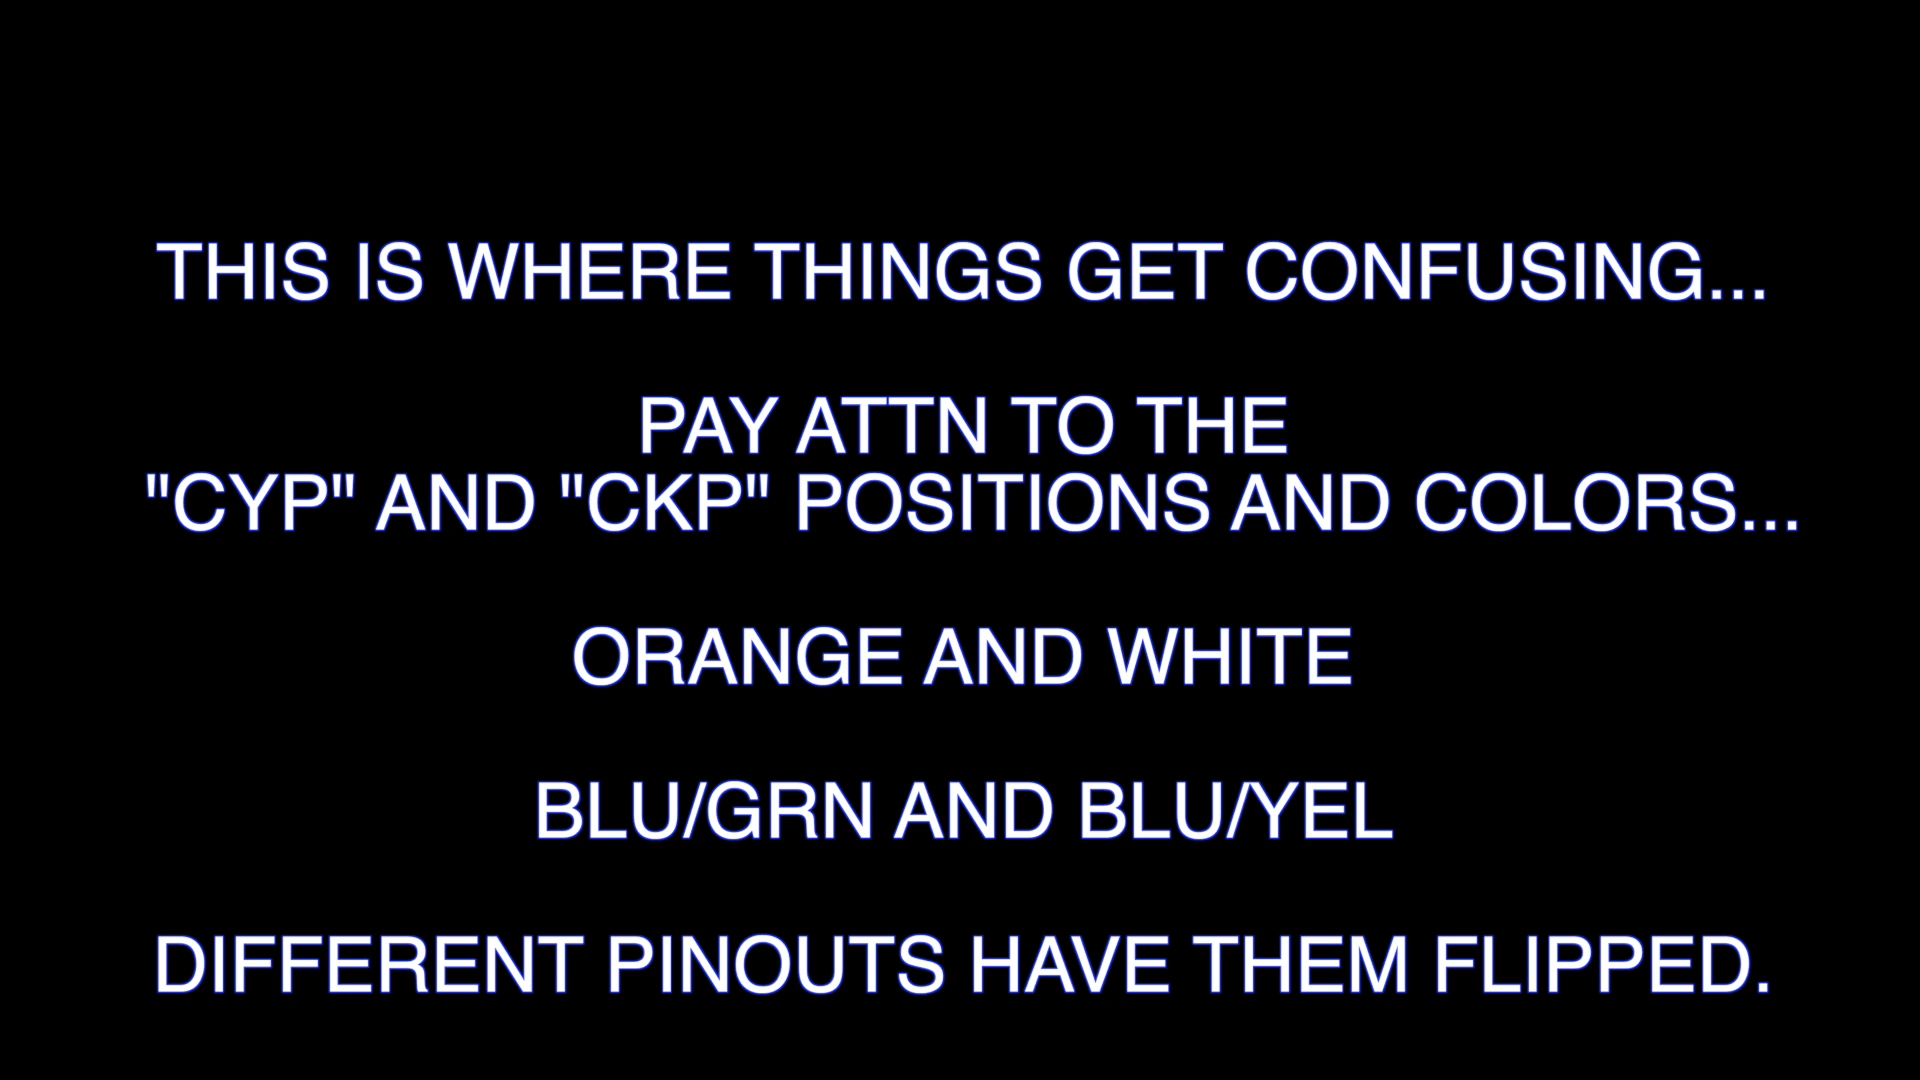 THIS IS WHERE THINGS GET CONFUSING...
PAY ATTN TO THE
"CYP" AND "CKP" POSITIONS AND COLORS...
ORANGE AND WHITE
BLU/GRN AND BLU/YEL
DIFFERENT PINOUTS HAVE THEM FLIPPED.